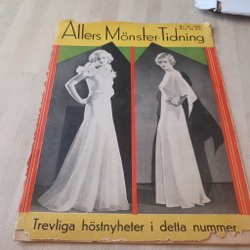 Allers Mönster-Tidning
Trevliga höstnyheter i detta nummer.